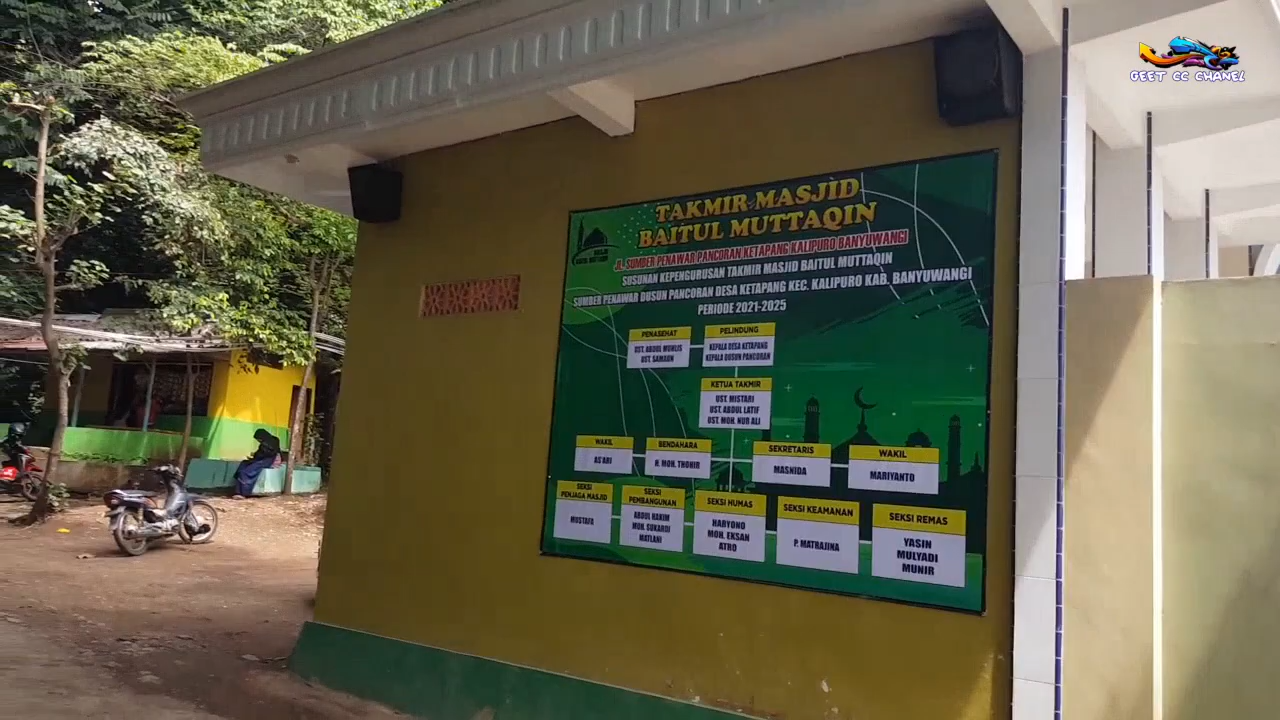 GEET CC CHANEL
TAKMIR MASJID
BAITUL MUTTAQIN
JL. SUMBER PENAWAR PANCORAN KETAPANG KALIPURO BANYUWANGI
SUSUNAN KEPENGURUSAN TAKMIR MASJID BAITUL MUTTAQIN
SUMBER PENAWAR DUSUN PANCORAN DESA KETAPANG KEC. KALIPURO KAB. BANYUWANGI
PERIODE 2021-2025
PENASEHAT
UST. ABDUL MUHLIS
UST. SAMAUN
PELINDUNG
KEPALA DESA KETAPANG
KEPALA DUSUN PANCORAN
KETUA TAKMIR
UST. MISTARI
UST. ABDUL LATIF
UST. MOH. NUR ALI
WAKIL
AS'ARI
BENDAHARA
H. MOH. THOHIR
SEKRETARIS
MASHIDA
WAKIL
MARIYANTO
SEKSI
PENJAGA MASJID
MUSTAFA
SEKSI
PEMBANGUNAN
ABDUL HAKIM
MOH. SUKARDI
MATLANI
SEKSI HUMAS
HARYONO
MOH. EKSAN
ATRO
SEKSI KEAMANAN
P. MATRAJINA
SEKSI REMAS
YASIN
MULYADI
MUNIR